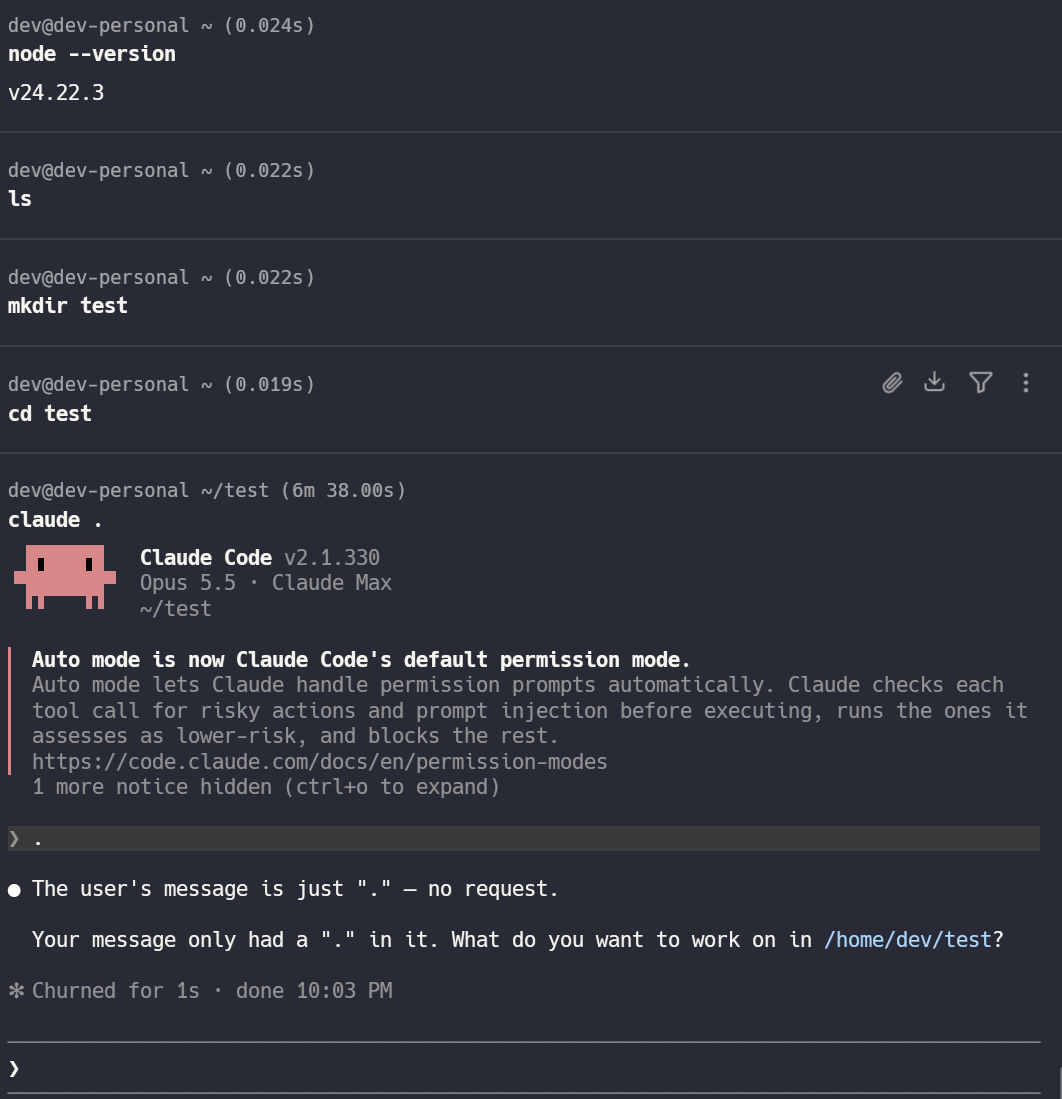 dev@dev-personal ~ (0.024s)
node --version
v24.22.3
dev@dev-personal ~ (0.022s)
ls
dev@dev-personal ~ (0.022s)
mkdir test
dev@dev-personal ~ (0.019s)
cd test
dev@dev-personal ~/test (6m 38.00s)
claude .
Claude Code v2.1.330
Opus 5.5 · Claude Max
~/test
Auto mode is now Claude Code's default permission mode.
Auto mode lets Claude handle permission prompts automatically. Claude checks each
tool call for risky actions and prompt injection before executing, runs the ones it
assesses as lower-risk, and blocks the rest.
https://code.claude.com/docs/en/permission-modes
1 more notice hidden (ctrl+o to expand)
❯ .
● The user's message is just "." — no request.
Your message only had a "." in it. What do you want to work on in /home/dev/test?
✻ Churned for 1s · done 10:03 PM
❯